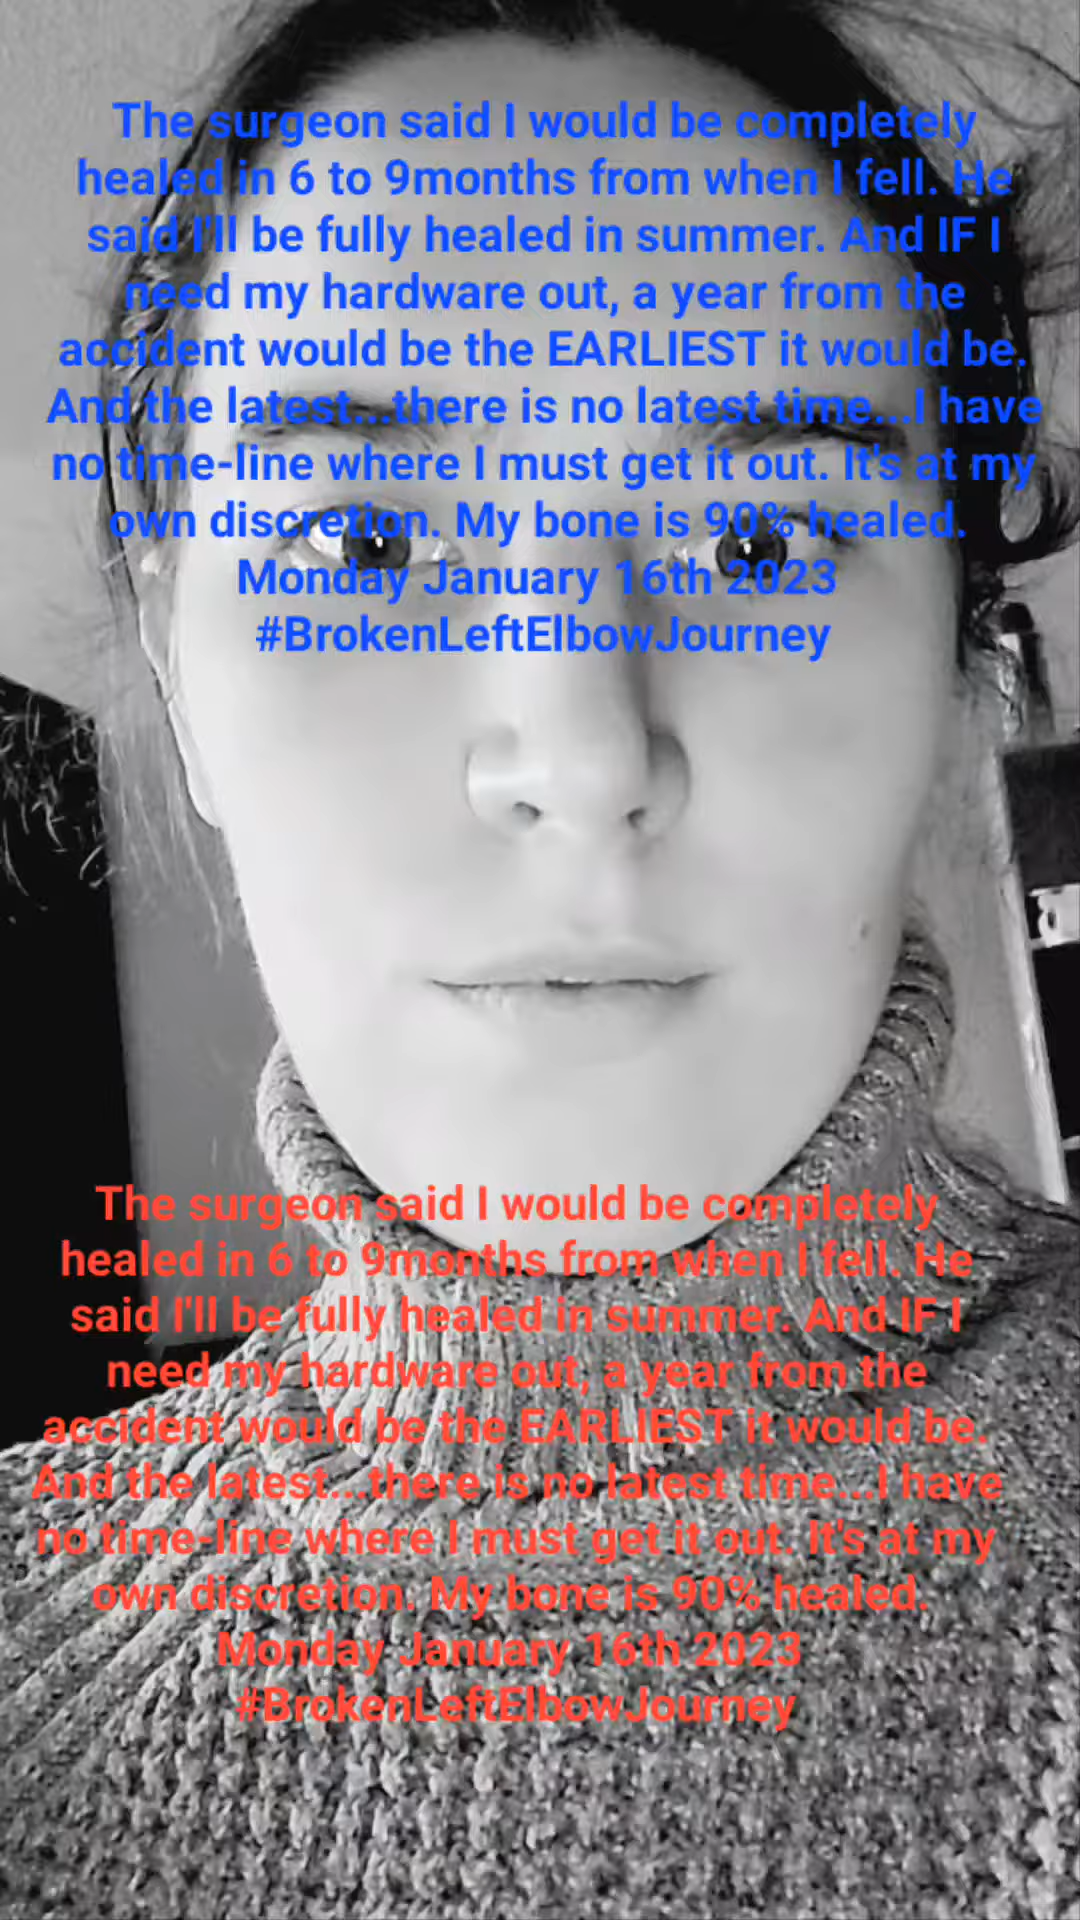 The surgeon said I would be completely
healed in 6 to 9months from when I fell. He
said I'll be fully healed in summer. And IF I
need my hardware out, a year from the
accident would be the EARLIEST it would be.
And the latest...there is no latest time...I have
no time-line where I must get it out. It's at my
own discretion. My bone is 90% healed.
Monday January 16th 2023
#BrokenLeftElbowJourney
The surgeon said I would be completely
healed in 6 to 9months from when I fell. He
said I'll be fully healed in summer. And IF I
need my hardware out, a year from the
accident would be the EARLIEST it would be.
And the latest...there is no latest time...I have
no time-line where I must get it out. It's at my
own discretion. My bone is 90% healed.
Monday January 16th 2023
#BrokenLeftElbowJourney